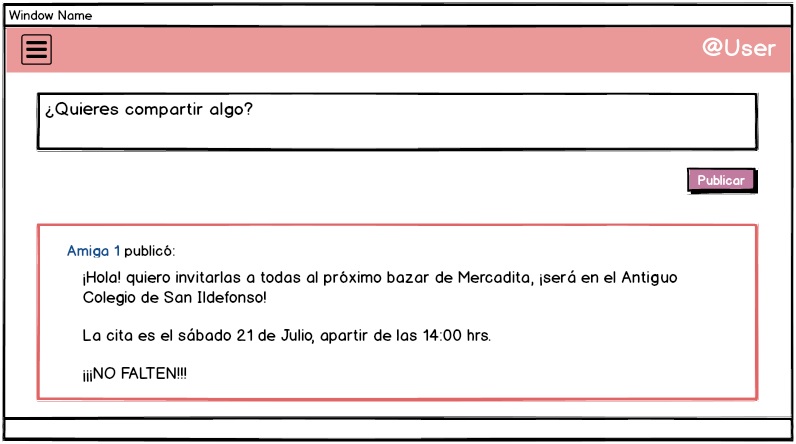 Window Name
@User
¿Quieres compartir algo?
Publicar
Amiga 1 publicó:
¡Hola! quiero invitarlas a todas al próximo bazar de Mercadita, ¡será en el Antiguo
Colegio de San Ildefonso!
La cita es el sábado 21 de Julio, apartir de las 14:00 hrs.
¡¡¡NO FALTEN!!!